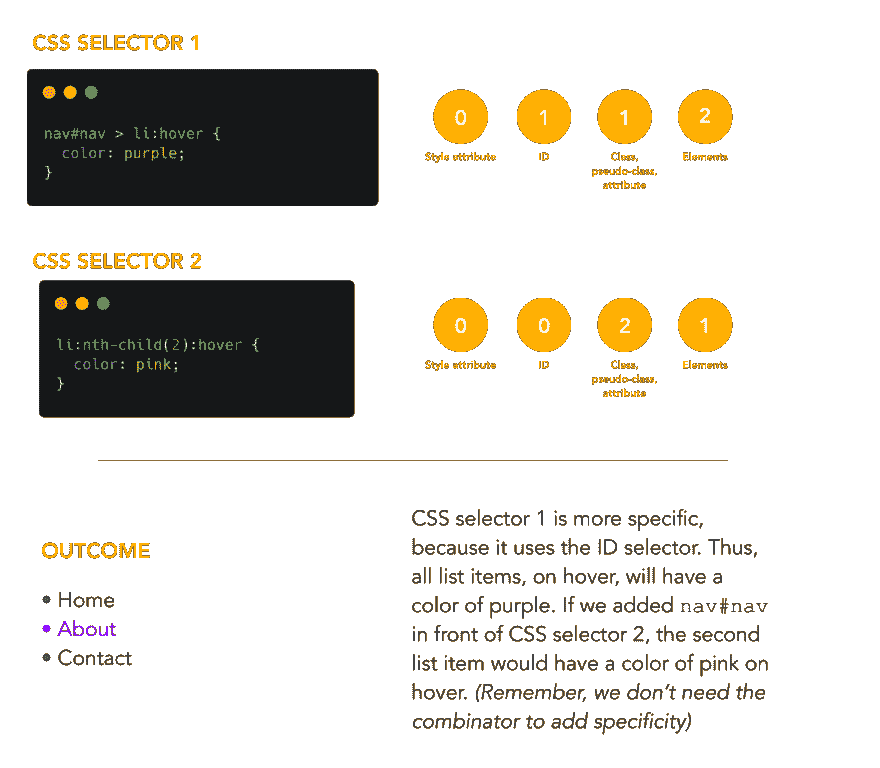 CSS SELECTOR 1
nav#nav > li:hover {
color: purple;
}
0 1 1 2
Style attribute ID Class, Elements
pseudo-class,
attribute
CSS SELECTOR 2
li:nth-child(2):hover {
color: pink;
}
0 0 2 1
Style attribute ID Class, Elements
pseudo-class,
attribute
OUTCOME
• Home
• About
• Contact
CSS selector 1 is more specific,
because it uses the ID selector. Thus,
all list items, on hover, will have a
color of purple. If we added nav#nav
in front of CSS selector 2, the second
list item would have a color of pink on
hover. (Remember, we don't need the
combinator to add specificity)